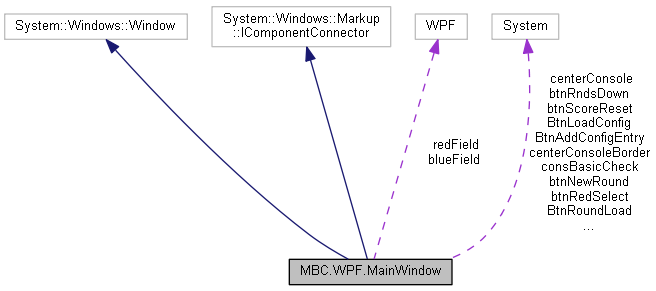 System::Windows::Window
System::Windows::Markup
::IComponentConnector
WPF
System
redField
blueField
centerConsole
btnRndsDown
btnScoreReset
BtnLoadConfig
BtnAddConfigEntry
centerConsoleBorder
consBasicCheck
btnNewRound
btnRedSelect
BtnRoundLoad
...
MBC.WPF.MainWindow